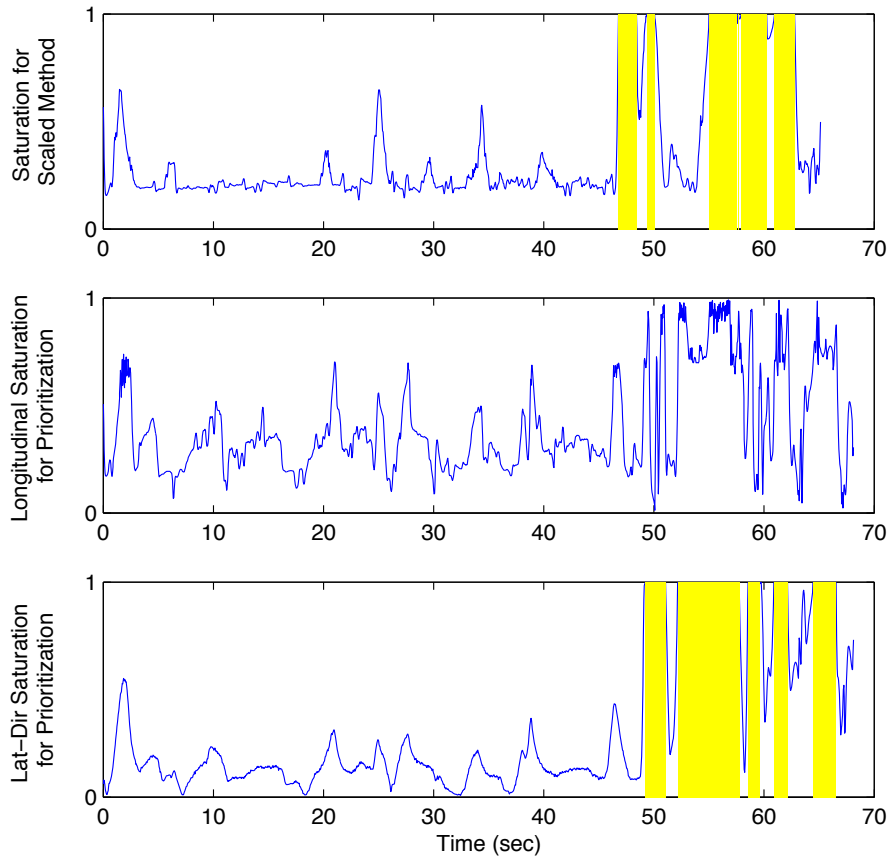 Saturation for
Scaled Method
1
0
0 10 20 30 40 50 60 70
Longitudinal Saturation
for Prioritization
1
0
0 10 20 30 40 50 60 70
Lat−Dir Saturation
for Prioritization
1
0
0 10 20 30 40 50 60 70
Time (sec)